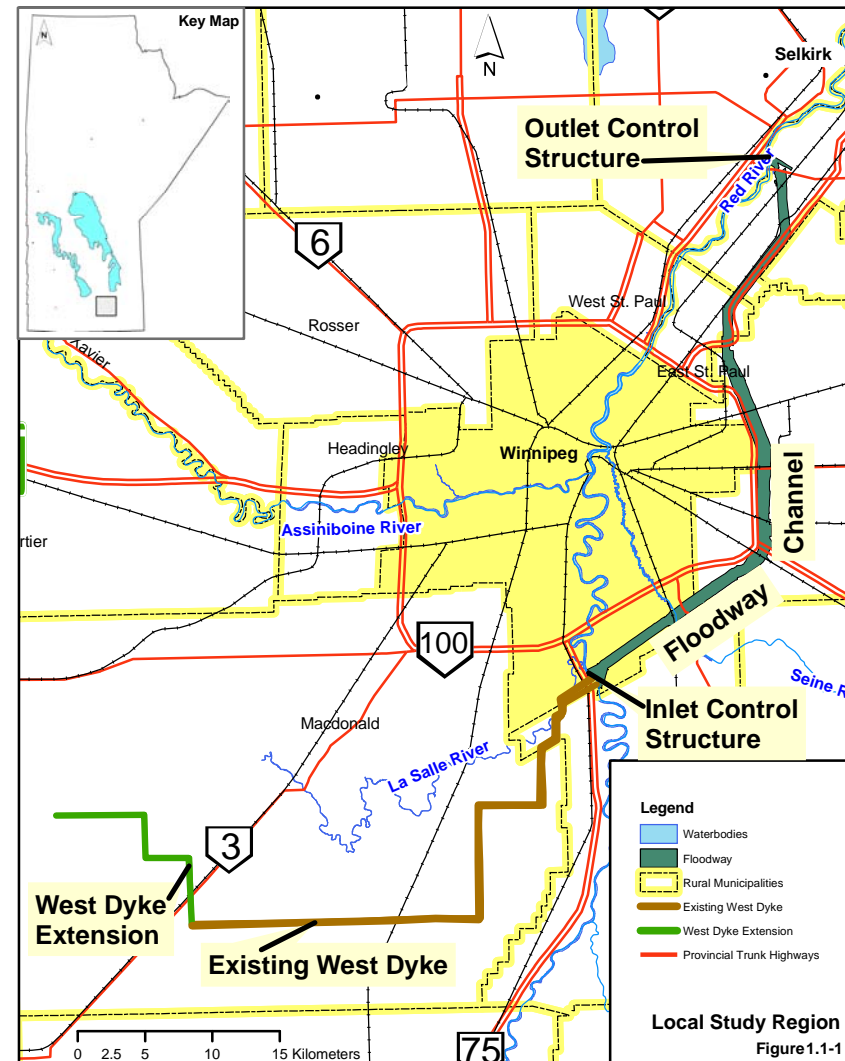 Key Map
N
N
Selkirk
Outlet Control
Structure
Red River
6
West St. Paul
Rosser
Xavier
East St. Paul
Headingley
Winnipeg
Channel
Assiniboine River
rtier
Floodway
100
Seine R
Inlet Control
Structure
Macdonald
La Salle River
3
West Dyke
Extension
Existing West Dyke
Legend
Waterbodies
Floodway
Rural Municipalities
Existing West Dyke
West Dyke Extension
Provincial Trunk Highways
0 2.5 5 10 15 Kilometers
75
Local Study Region
Figure1.1-1